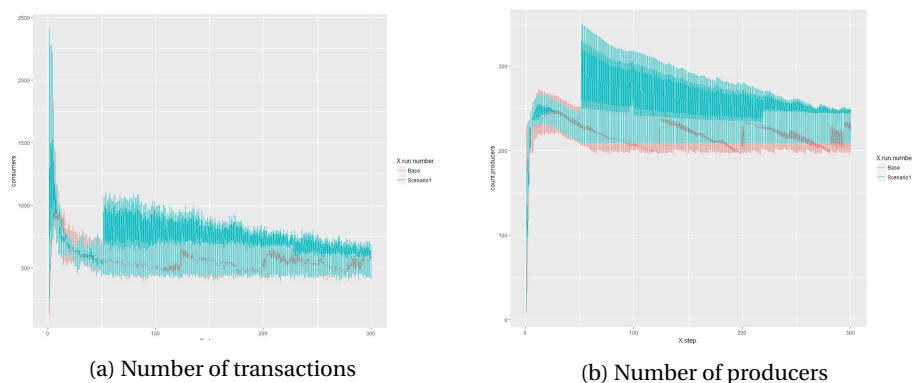 2500
2000
1500
1000
500
consumers
0
100
200
300
X.run.number.
Base
Scenario1
(a) Number of transactions
300
200
100
0
count.producers
0
100
200
300
X.step.
X.run.numbe
Base
Scenario1
(b) Number of producers